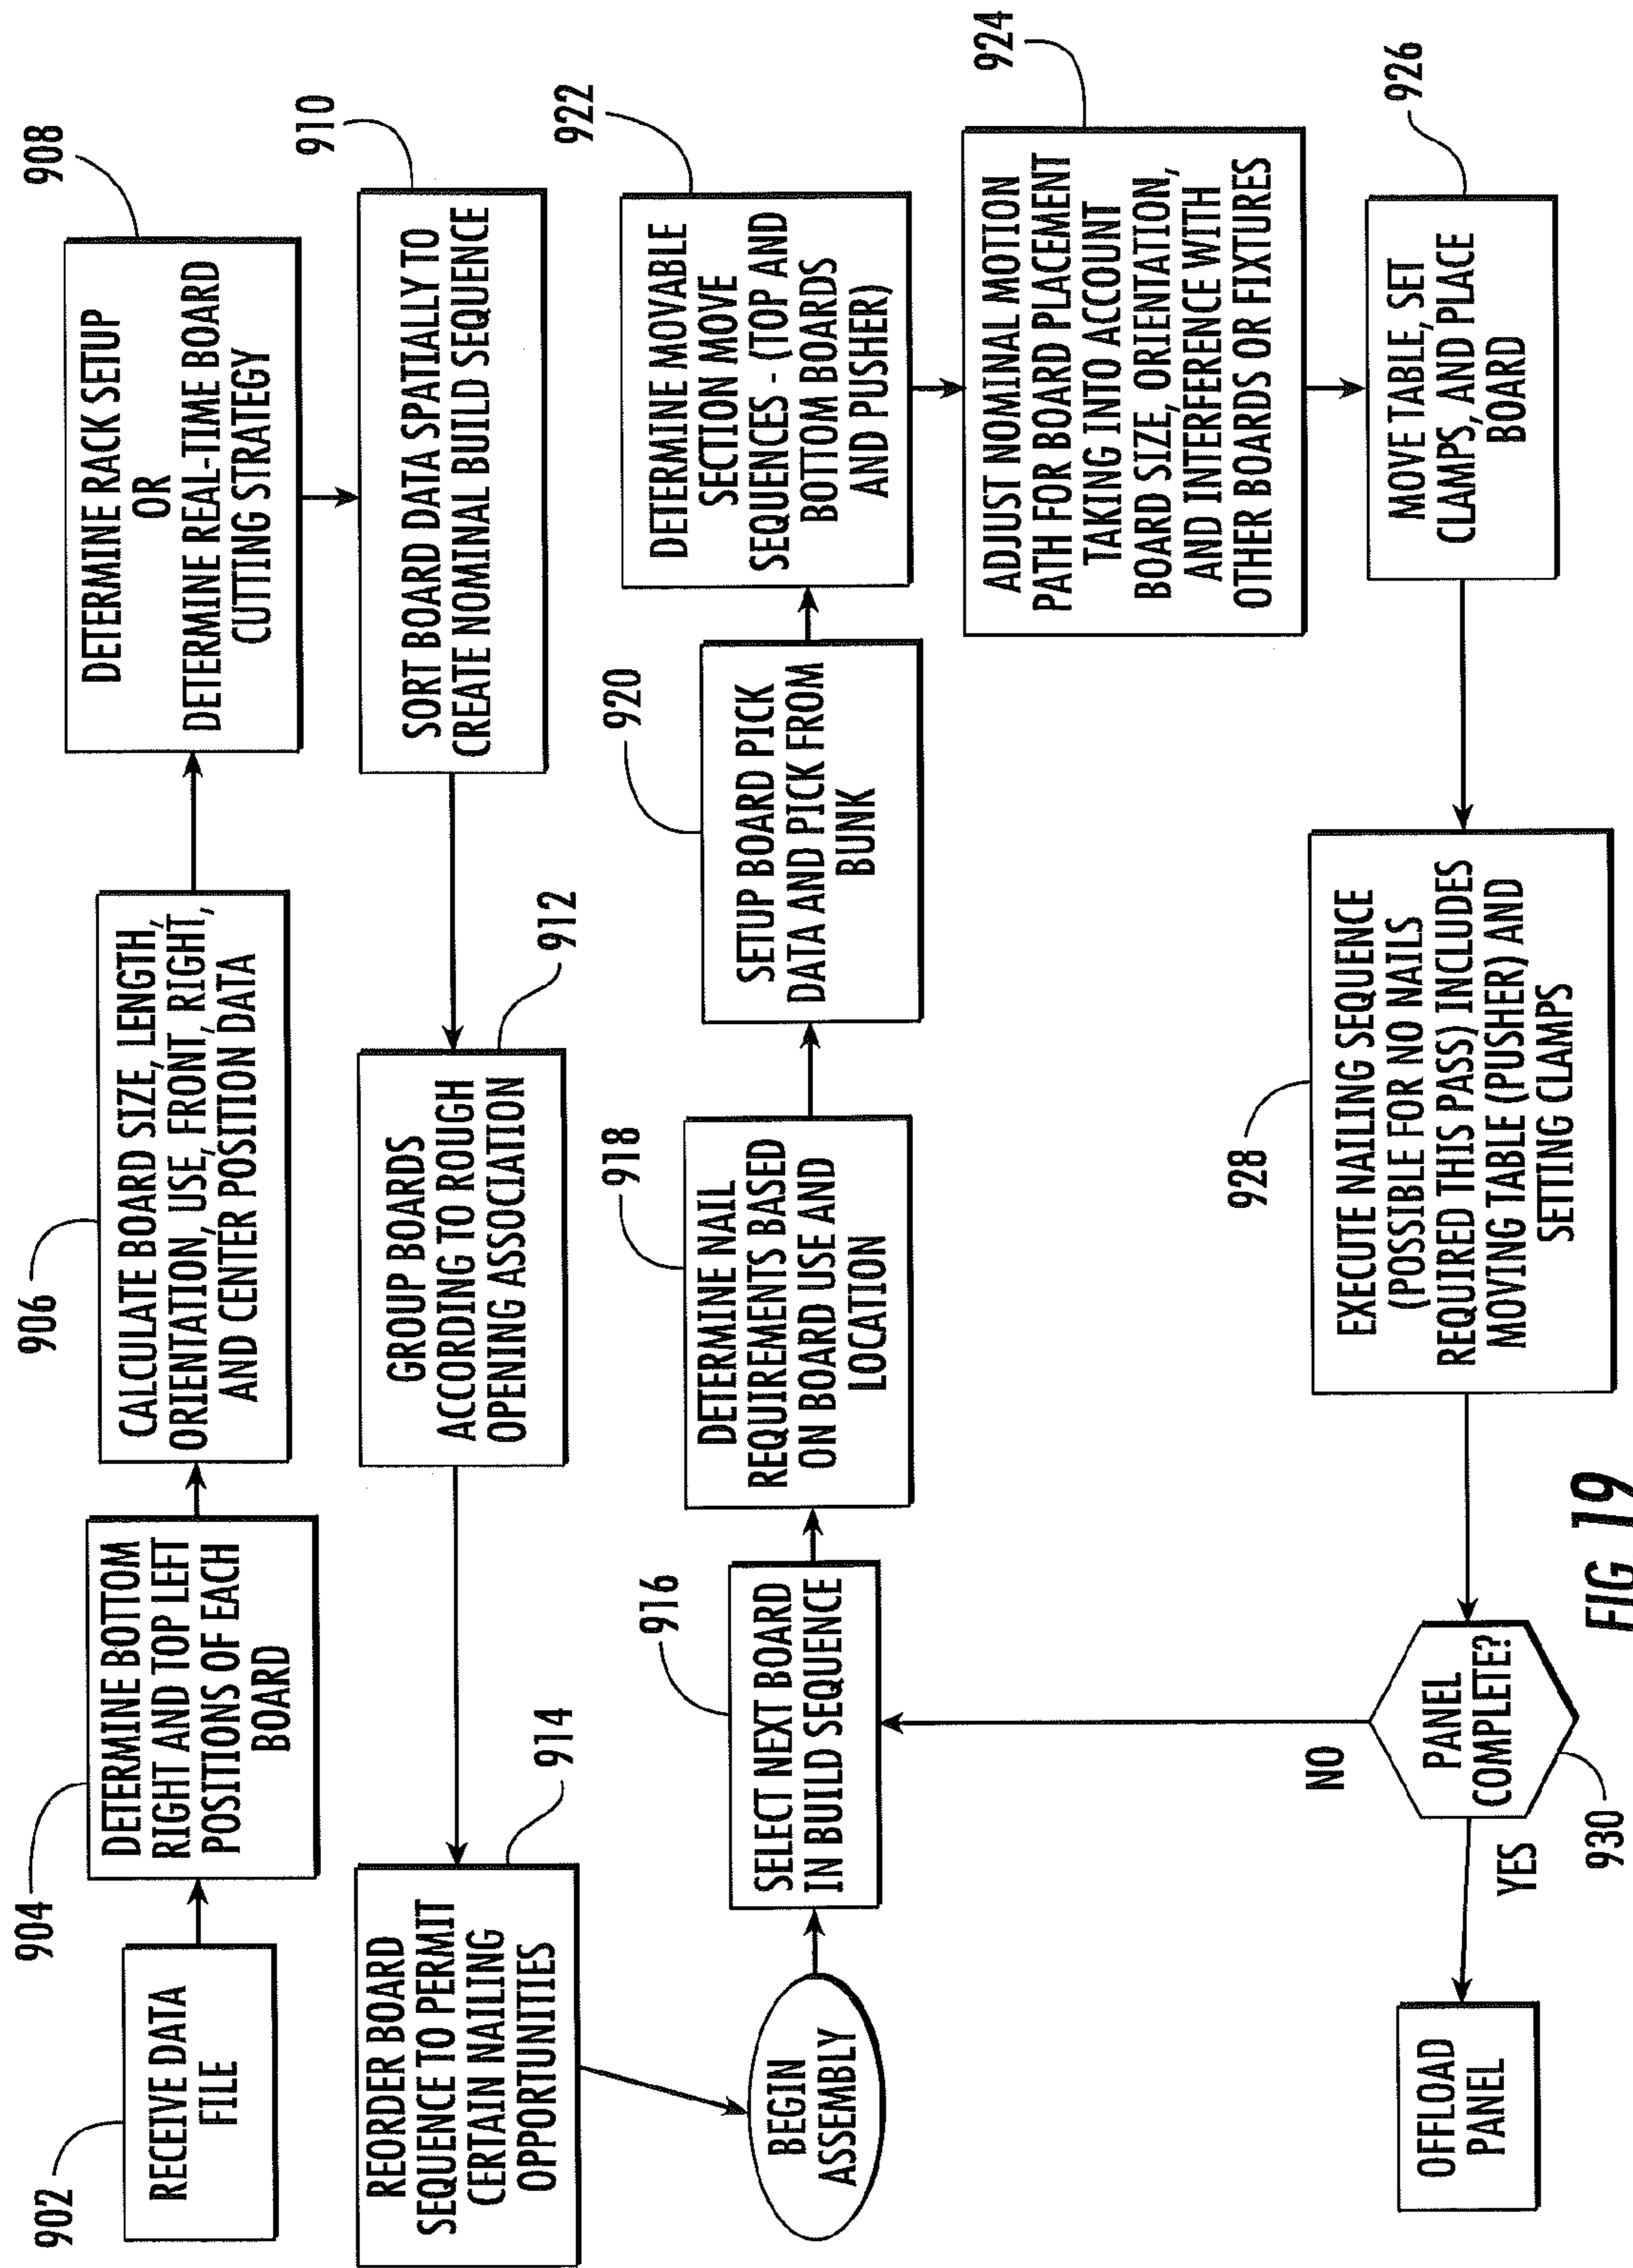 902
RECEIVE DATA
FILE
904
DETERMINE BOTTOM
RIGHT AND TOP LEFT
POSITIONS OF EACH
BOARD
906
CALCULATE BOARD SIZE, LENGTH,
ORIENTATION, USE, FRONT, RIGHT,
AND CENTER POSITION DATA
908
DETERMINE RACK SETUP
OR
DETERMINE REAL-TIME BOARD
CUTTING STRATEGY
910
SORT BOARD DATA SPATIALLY TO
CREATE NOMINAL BUILD SEQUENCE
912
GROUP BOARDS
ACCORDING TO ROUGH
OPENING ASSOCIATION
914
REORDER BOARD
SEQUENCE TO PERMIT
CERTAIN NAILING
OPPORTUNITIES
BEGIN
ASSEMBLY
916
SELECT NEXT BOARD
IN BUILD SEQUENCE
918
DETERMINE NAIL
REQUIREMENTS BASED
ON BOARD USE AND
LOCATION
920
SETUP BOARD PICK
DATA AND PICK FROM
BUNK
922
DETERMINE MOVABLE
SECTION MOVE
SEQUENCES - (TOP AND
BOTTOM BOARDS
AND PUSHER)
924
ADJUST NOMINAL MOTION
PATH FOR BOARD PLACEMENT
TAKING INTO ACCOUNT
BOARD SIZE, ORIENTATION,
AND INTERFERENCE WITH
OTHER BOARDS OR FIXTURES
926
MOVE TABLE, SET
CLAMPS, AND PLACE
BOARD
928
EXECUTE NAILING SEQUENCE
(POSSIBLE FOR NO NAILS
REQUIRED THIS PASS) INCLUDES
MOVING TABLE (PUSHER) AND
SETTING CLAMPS
PANEL
COMPLETE?
930
NO
YES
OFFLOAD
PANEL
FIG 19